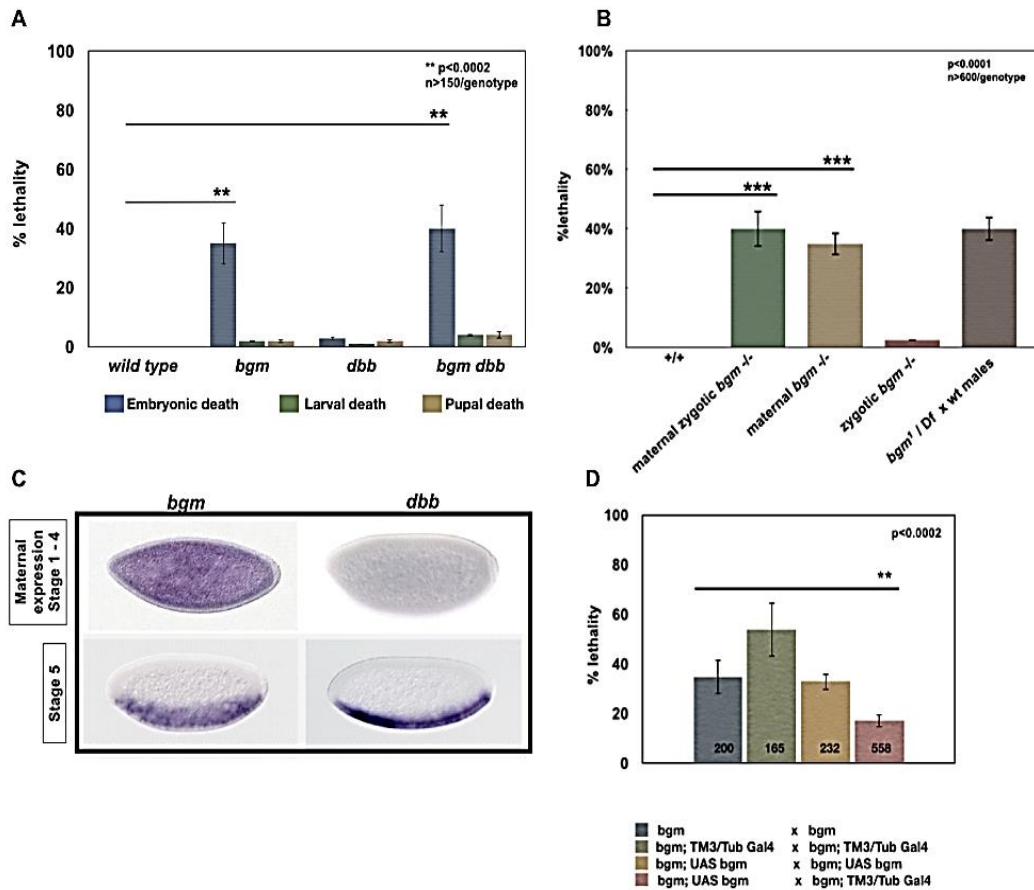 A
100
80
60
40
20
0
% lethality
** p<0.0002
n>150/genotype
**
**
wild type bgm dbb bgm dbb
Embryonic death Larval death Pupal death
B
100%
80%
60%
40%
20%
0%
%lethality
p<0.0001
n>600/genotype
***
***
+/+
maternal zygotic bgm -/-
maternal bgm -/-
zygotic bgm -/-
bgm¹ / Df x wt males
C
bgm dbb
Maternal
expression
Stage 1 - 4
Stage 5
D
100
80
60
40
20
0
% lethality
p<0.0002
**
200 165 232 558
bgm x bgm
bgm; TM3/Tub Gal4 x bgm; TM3/Tub Gal4
bgm; UAS bgm x bgm; UAS bgm
bgm; UAS bgm x bgm; TM3/Tub Gal4